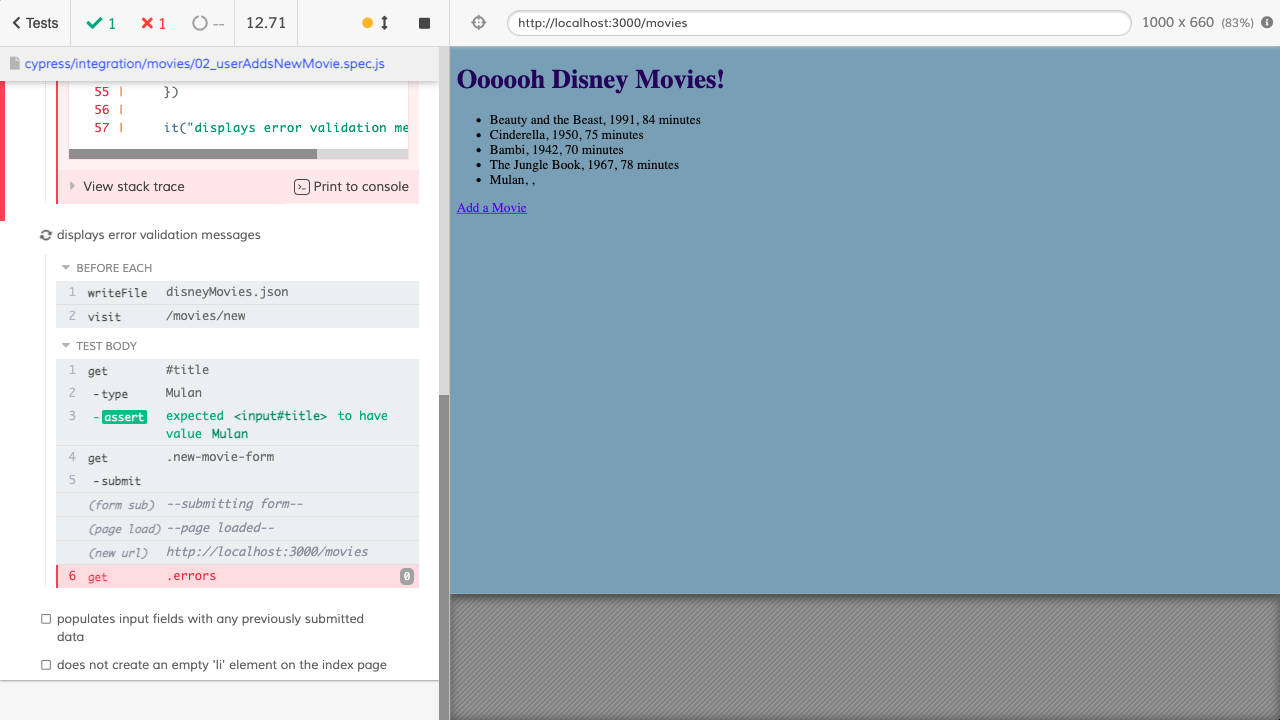 Tests
1
1
--
12.71
http://localhost:3000/movies
1000 x 660 (83%)
cypress/integration/movies/02_userAddsNewMovie.spec.js
55 | })
56 |
57 | it("displays error validation me
View stack trace
Print to console
displays error validation messages
BEFORE EACH
1 writeFile disneyMovies.json
2 visit /movies/new
TEST BODY
1 get #title
2 -type Mulan
3 -assert expected <input#title> to have
value Mulan
4 get .new-movie-form
5 -submit
(form sub) --submitting form--
(page load) --page loaded--
(new url) http://localhost:3000/movies
6 get .errors 0
populates input fields with any previously submitted
data
does not create an empty 'li' element on the index page
Oooooh Disney Movies!
• Beauty and the Beast, 1991, 84 minutes
• Cinderella, 1950, 75 minutes
• Bambi, 1942, 70 minutes
• The Jungle Book, 1967, 78 minutes
• Mulan, ,
Add a Movie